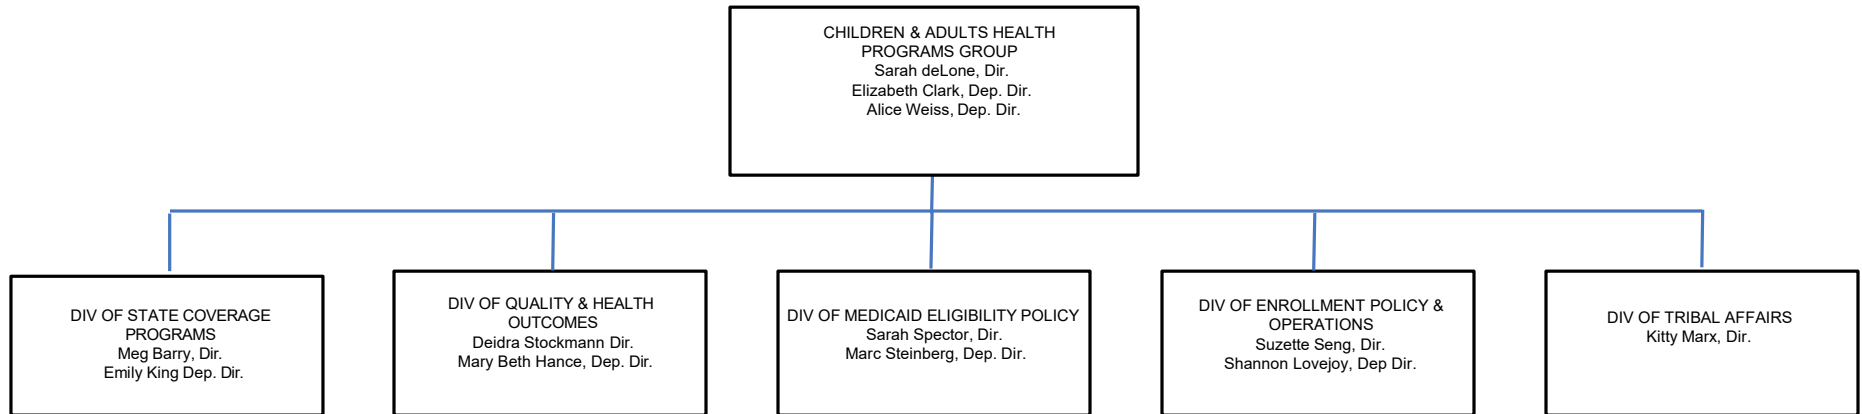 CHILDREN & ADULTS HEALTH
PROGRAMS GROUP
Sarah deLone, Dir.
Elizabeth Clark, Dep. Dir.
Alice Weiss, Dep. Dir.
DIV OF STATE COVERAGE
PROGRAMS
Meg Barry, Dir.
Emily King Dep. Dir.
DIV OF QUALITY & HEALTH
OUTCOMES
Deidra Stockmann Dir.
Mary Beth Hance, Dep. Dir.
DIV OF MEDICAID ELIGIBILITY POLICY
Sarah Spector, Dir.
Marc Steinberg, Dep. Dir.
DIV OF ENROLLMENT POLICY &
OPERATIONS
Suzette Seng, Dir.
Shannon Lovejoy, Dep Dir.
DIV OF TRIBAL AFFAIRS
Kitty Marx, Dir.